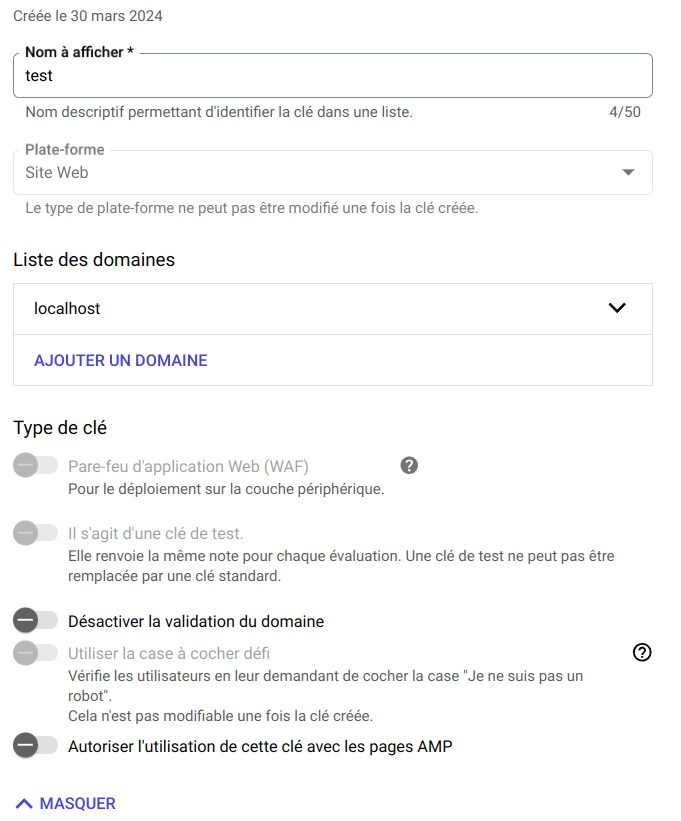 Créée le 30 mars 2024
Nom à afficher *
test
Nom descriptif permettant d'identifier la clé dans une liste. 4/50
Plate-forme
Site Web
Le type de plate-forme ne peut pas être modifié une fois la clé créée.
Liste des domaines
localhost
AJOUTER UN DOMAINE
Type de clé
Pare-feu d'application Web (WAF)
Pour le déploiement sur la couche périphérique.
Il s'agit d'une clé de test.
Elle renvoie la même note pour chaque évaluation. Une clé de test ne peut pas être
remplacée par une clé standard.
Désactiver la validation du domaine
Utiliser la case à cocher défi
Vérifie les utilisateurs en leur demandant de cocher la case "Je ne suis pas un
robot".
Cela n'est pas modifiable une fois la clé créée.
Autoriser l'utilisation de cette clé avec les pages AMP
MASQUER